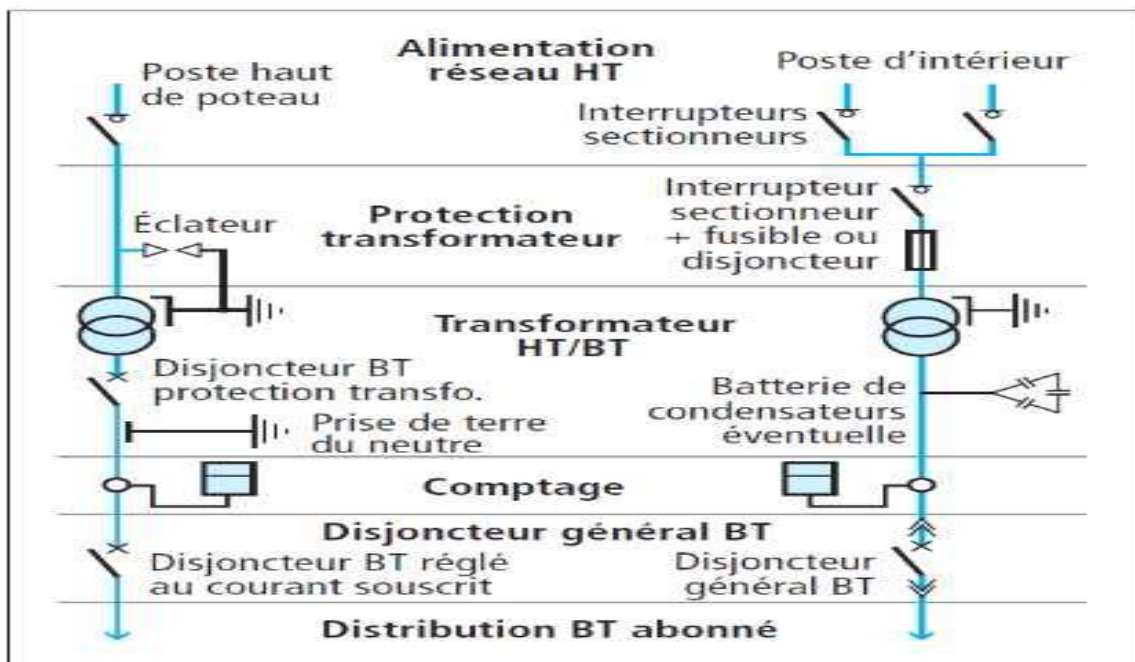 Alimentation
réseau HT
Poste haut
de poteau
Poste d'intérieur
Interrupteurs
sectionneurs
Éclateur
Protection
transformateur
Interrupteur
sectionneur
+ fusible ou
disjoncteur
Transformateur
HT/BT
Disjoncteur BT
protection transfo.
Prise de terre
du neutre
Batterie de
condensateurs
éventuelle
Comptage
Disjoncteur général BT
Disjoncteur BT réglé
au courant souscrit
Disjoncteur
général BT
Distribution BT abonné